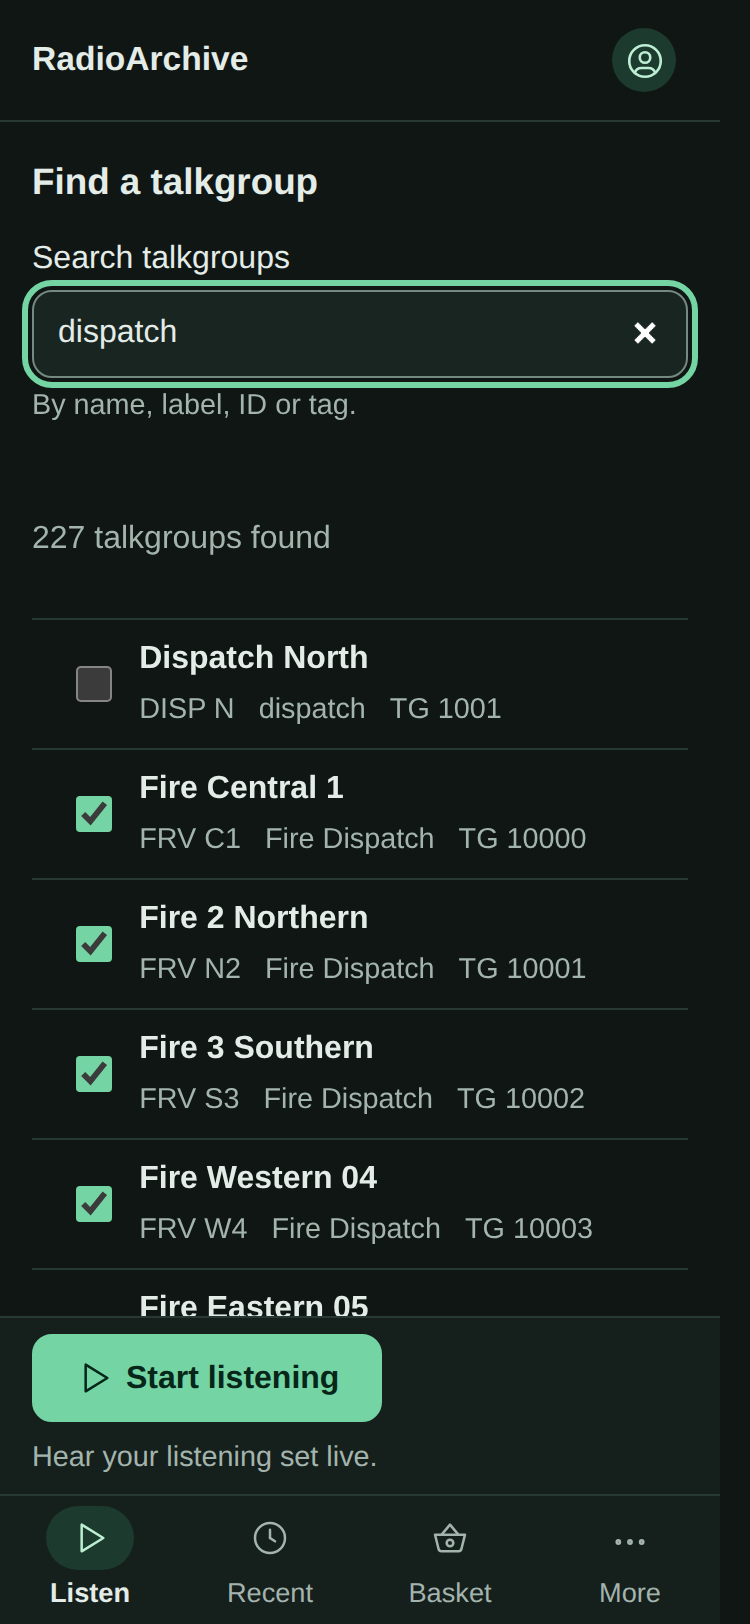 RadioArchive
Find a talkgroup
Search talkgroups
dispatch
By name, label, ID or tag.
227 talkgroups found
Dispatch North
DISP N dispatch TG 1001
Fire Central 1
FRV C1 Fire Dispatch TG 10000
Fire 2 Northern
FRV N2 Fire Dispatch TG 10001
Fire 3 Southern
FRV S3 Fire Dispatch TG 10002
Fire Western 04
FRV W4 Fire Dispatch TG 10003
Fire Eastern 05
Start listening
Hear your listening set live.
Listen Recent Basket More